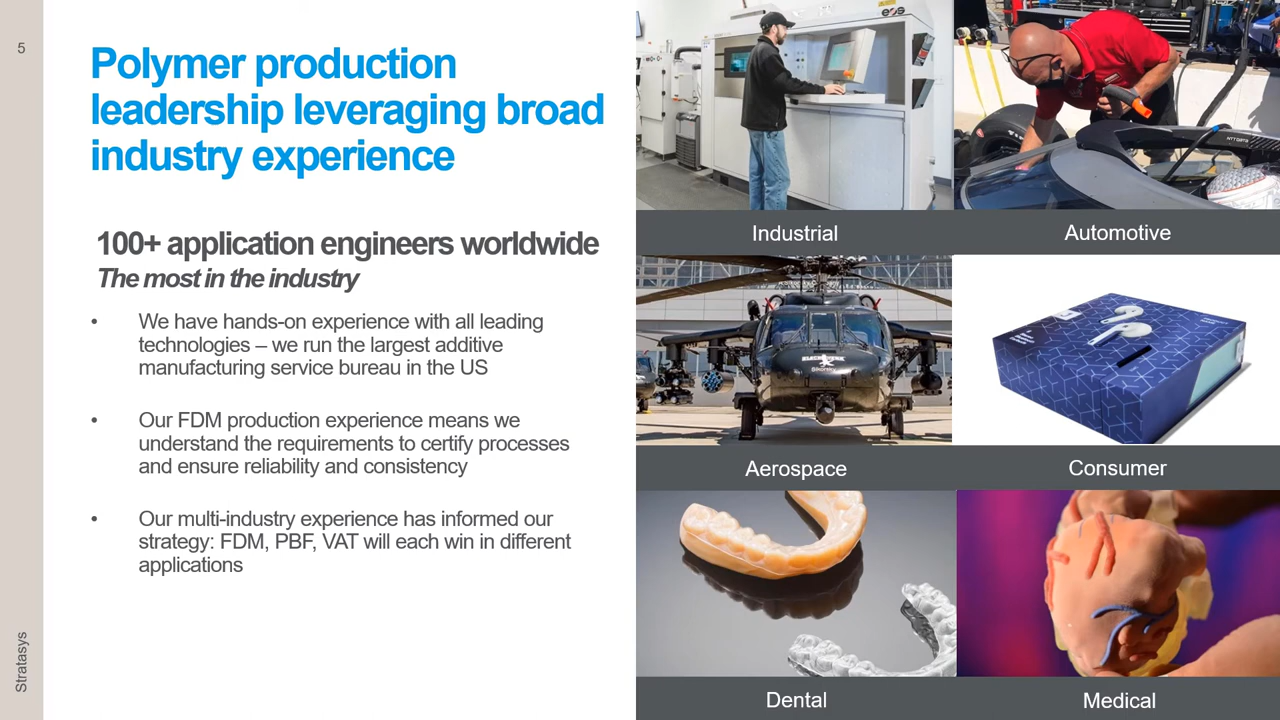 5
Polymer production
leadership leveraging broad
industry experience
100+ application engineers worldwide
The most in the industry
• We have hands-on experience with all leading
technologies – we run the largest additive
manufacturing service bureau in the US
• Our FDM production experience means we
understand the requirements to certify processes
and ensure reliability and consistency
• Our multi-industry experience has informed our
strategy: FDM, PBF, VAT will each win in different
applications
Stratasys
eos
Industrial
Automotive
Sikorsky
Aerospace
Consumer
Dental
Medical